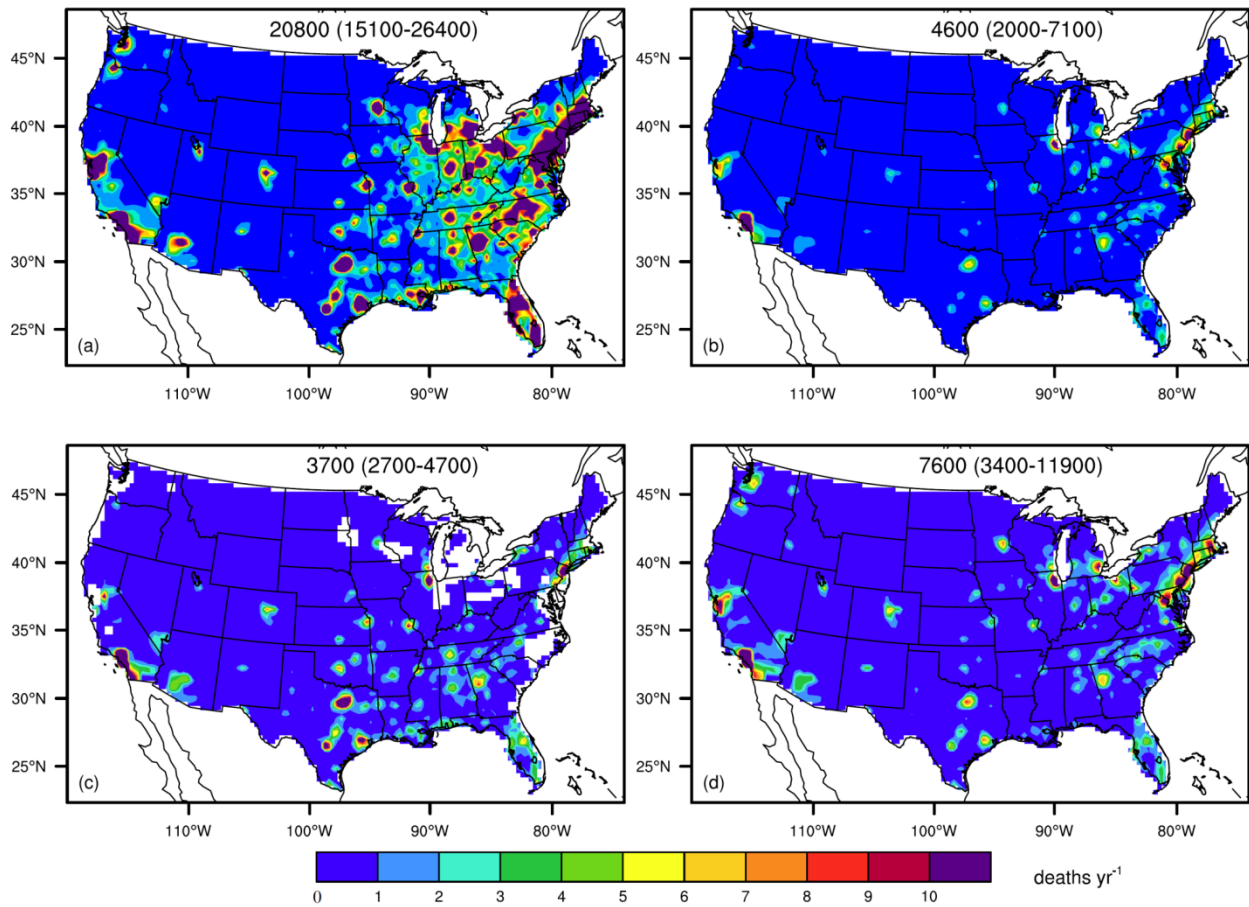 20800 (15100-26400)
45°N
40°N
35°N
30°N
25°N
(a)
110°W 100°W 90°W 80°W
4600 (2000-7100)
45°N
40°N
35°N
30°N
25°N
(b)
110°W 100°W 90°W 80°W
3700 (2700-4700)
45°N
40°N
35°N
30°N
25°N
(c)
110°W 100°W 90°W 80°W
7600 (3400-11900)
45°N
40°N
35°N
30°N
25°N
(d)
110°W 100°W 90°W 80°W
0 1 2 3 4 5 6 7 8 9 10
deaths yr⁻¹